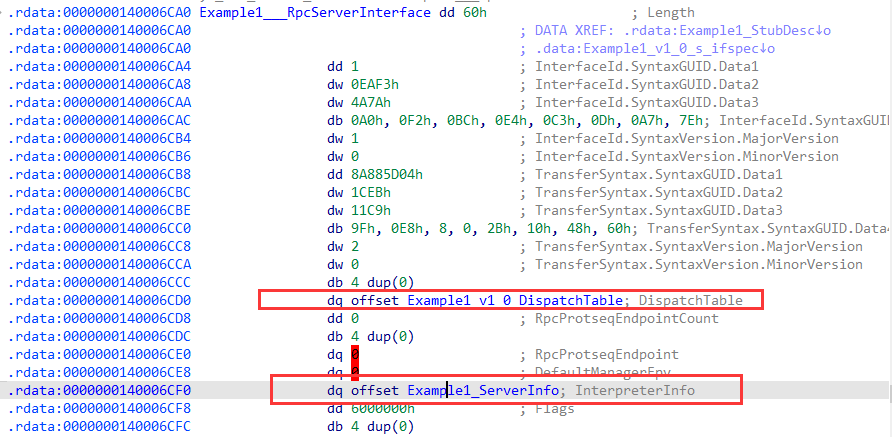 .rdata:0000000140006CA0 Example1___RpcServerInterface dd 60h ; Length
.rdata:0000000140006CA0 ; DATA XREF: .rdata:Example1_StubDesc↓o
.rdata:0000000140006CA0 ; .data:Example1_v1_0_s_ifspec↓o
.rdata:0000000140006CA4 dd 1 ; InterfaceId.SyntaxGUID.Data1
.rdata:0000000140006CA8 dw 0EAF3h ; InterfaceId.SyntaxGUID.Data2
.rdata:0000000140006CAA dw 4A7Ah ; InterfaceId.SyntaxGUID.Data3
.rdata:0000000140006CAC db 0A0h, 0F2h, 0BCh, 0E4h, 0C3h, 0Dh, 0A7h, 7Eh; InterfaceId.SyntaxGUI
.rdata:0000000140006CB4 dw 1 ; InterfaceId.SyntaxVersion.MajorVersion
.rdata:0000000140006CB6 dw 0 ; InterfaceId.SyntaxVersion.MinorVersion
.rdata:0000000140006CB8 dd 8A885D04h ; TransferSyntax.SyntaxGUID.Data1
.rdata:0000000140006CBC dw 1CEBh ; TransferSyntax.SyntaxGUID.Data2
.rdata:0000000140006CBE dw 11C9h ; TransferSyntax.SyntaxGUID.Data3
.rdata:0000000140006CC0 db 9Fh, 0E8h, 8, 0, 2Bh, 10h, 48h, 60h; TransferSyntax.SyntaxGUID.Data4
.rdata:0000000140006CC8 dw 2 ; TransferSyntax.SyntaxVersion.MajorVersion
.rdata:0000000140006CCA dw 0 ; TransferSyntax.SyntaxVersion.MinorVersion
.rdata:0000000140006CCC db 4 dup(0)
.rdata:0000000140006CD0 dq offset Example1_v1_0_DispatchTable; DispatchTable
.rdata:0000000140006CD8 dd 0 ; RpcProtseqEndpointCount
.rdata:0000000140006CDC db 4 dup(0)
.rdata:0000000140006CE0 dq 0 ; RpcProtseqEndpoint
.rdata:0000000140006CE8 dq 0 ; DefaultManagerEpv
.rdata:0000000140006CF0 dq offset Example1_ServerInfo; InterpreterInfo
.rdata:0000000140006CF8 dd 6000000h ; Flags
.rdata:0000000140006CFC db 4 dup(0)